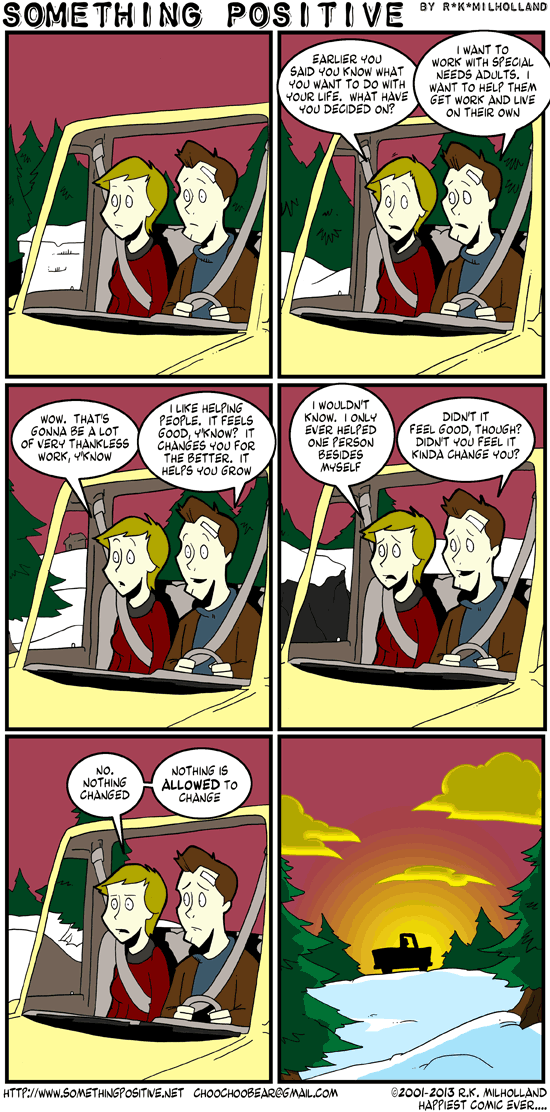 SOMETHING POSITIVE BY R*K*MILHOLLAND
EARLIER YOU
SAID YOU KNOW WHAT
YOU WANT TO DO WITH
YOUR LIFE. WHAT HAVE
YOU DECIDED ON?
I WANT TO
WORK WITH SPECIAL
NEEDS ADULTS. I
WANT TO HELP THEM
GET WORK AND LIVE
ON THEIR OWN
WOW. THAT'S
GONNA BE A LOT
OF VERY THANKLESS
WORK, Y'KNOW
I LIKE HELPING
PEOPLE. IT FEELS
GOOD, Y'KNOW? IT
CHANGES YOU FOR
THE BETTER. IT
HELPS YOU GROW
I WOULDN'T
KNOW. I ONLY
EVER HELPED
ONE PERSON
BESIDES
MYSELF
DIDN'T IT
FEEL GOOD, THOUGH?
DIDN'T YOU FEEL IT
KINDA CHANGE YOU?
NO.
NOTHING
CHANGED
NOTHING IS
ALLOWED TO
CHANGE
HTTP://WWW.SOMETHINGPOSITIVE.NET CHOOCHOOBEAR@GMAIL.COM
©2001-2013 R.K. MILHOLLAND
HAPPIEST COMIC EVER....